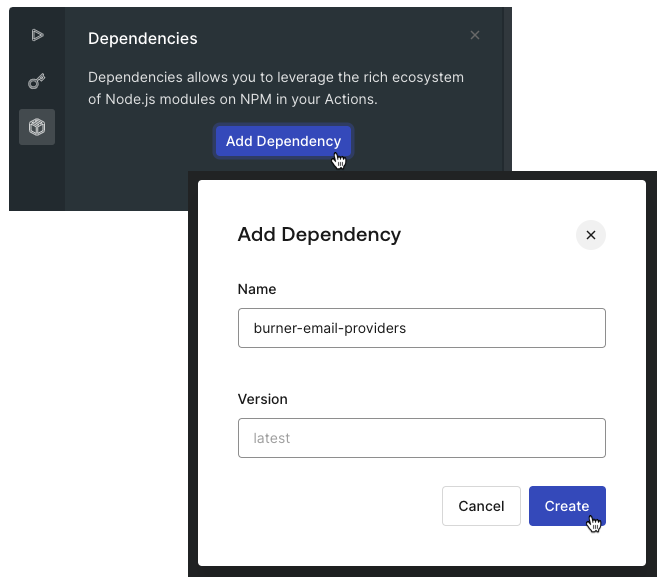 Dependencies
Dependencies allows you to leverage the rich ecosystem
of Node.js modules on NPM in your Actions.
Add Dependency
Add Dependency
Name
burner-email-providers
Version
latest
Cancel
Create